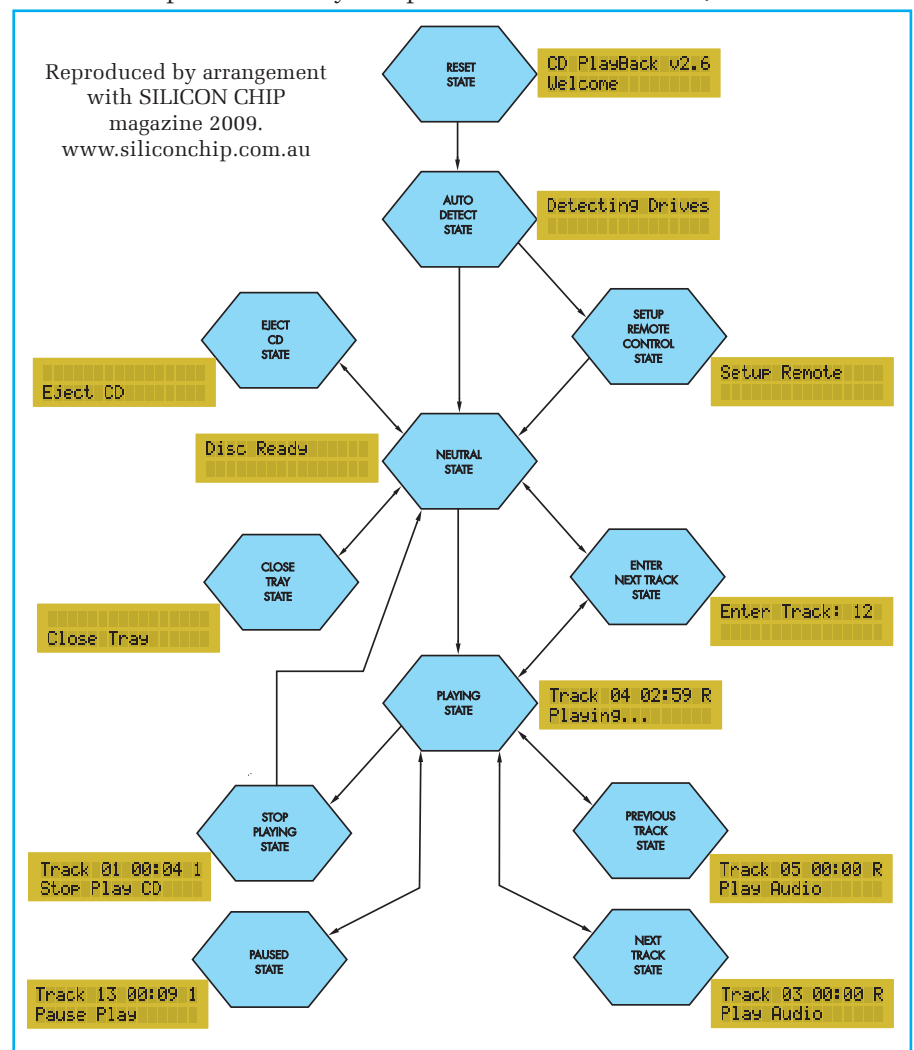 Reproduced by arrangement
with SILICON CHIP
magazine 2009.
www.siliconchip.com.au
RESET
STATE
CD PlayBack v2.6
Welcome
AUTO
DETECT
STATE
Detecting Drives
EJECT
CD
STATE
Eject CD
SETUP
REMOTE
CONTROL
STATE
Setup Remote
Disc Ready
NEUTRAL
STATE
CLOSE
TRAY
STATE
Close Tray
ENTER
NEXT TRACK
STATE
Enter Track: 12
PLAYING
STATE
Track 04 02:59 R
Playing...
STOP
PLAYING
STATE
Track 01 00:04 1
Stop Play CD
PREVIOUS
TRACK
STATE
Track 05 00:00 R
Play Audio
PAUSED
STATE
Track 13 00:09 1
Pause Play
NEXT
TRACK
STATE
Track 03 00:00 R
Play Audio